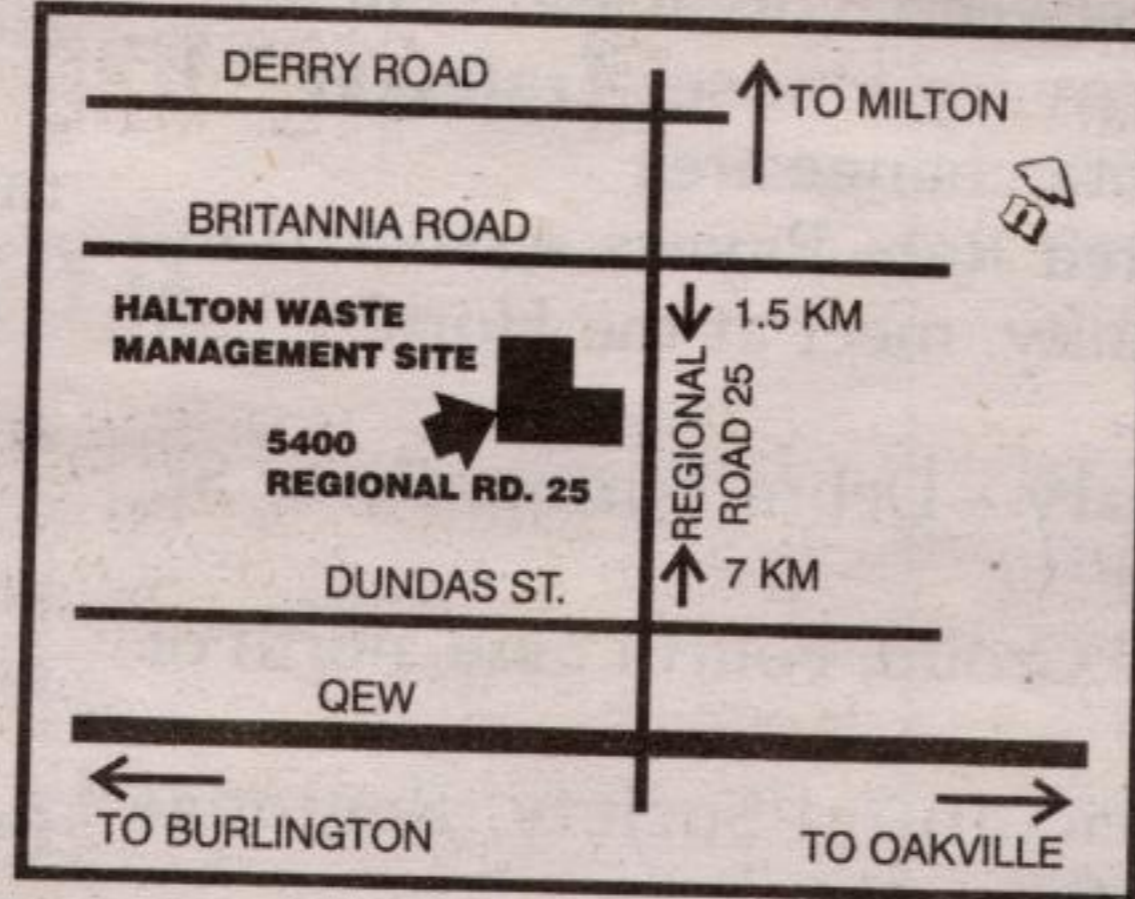 DERRY ROAD
TO MILTON
n
BRITANNIA ROAD
HALTON WASTE
MANAGEMENT SITE
1.5 KM
REGIONAL
ROAD 25
5400
REGIONAL RD. 25
7 KM
DUNDAS ST.
QEW
TO BURLINGTON
TO OAKVILLE